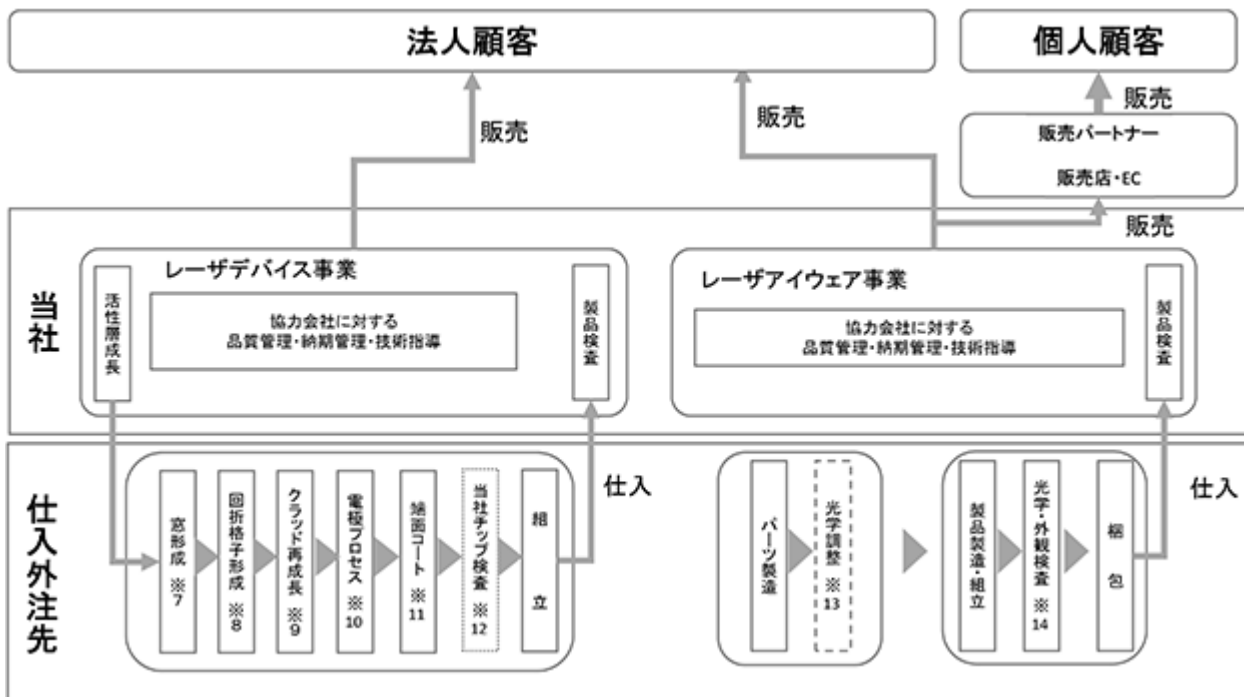 法人顧客
個人顧客
販売
販売
販売
販売パートナー
販売店・EC
販売
当社
レーザデバイス事業
活性層成長
協力会社に対する
品質管理・納期管理・技術指導
製品検査
レーザアイウェア事業
協力会社に対する
品質管理・納期管理・技術指導
製品検査
仕入外注先
窓形成 ※7
回折格子形成 ※8
クラッド再成長 ※9
電極プロセス ※10
端面コート ※11
当社チップ検査 ※12
組立
仕入
パーツ製造
光学調整 ※13
製品製造・組立
光学・外観検査 ※14
梱包
仕入